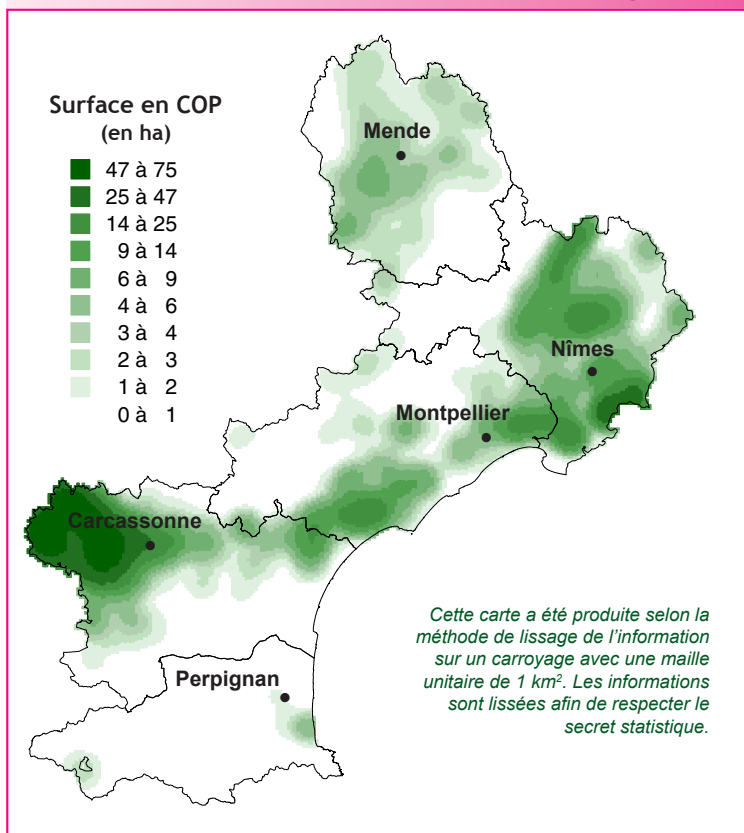 Surface en COP
(en ha)
47 à 75
25 à 47
14 à 25
9 à 14
6 à 9
4 à 6
3 à 4
2 à 3
1 à 2
0 à 1
Mende
Nîmes
Montpellier
Carcassonne
Perpignan
Cette carte a été produite selon la
méthode de lissage de l'information
sur un carroyage avec une maille
unitaire de 1 km². Les informations
sont lissées afin de respecter le
secret statistique.